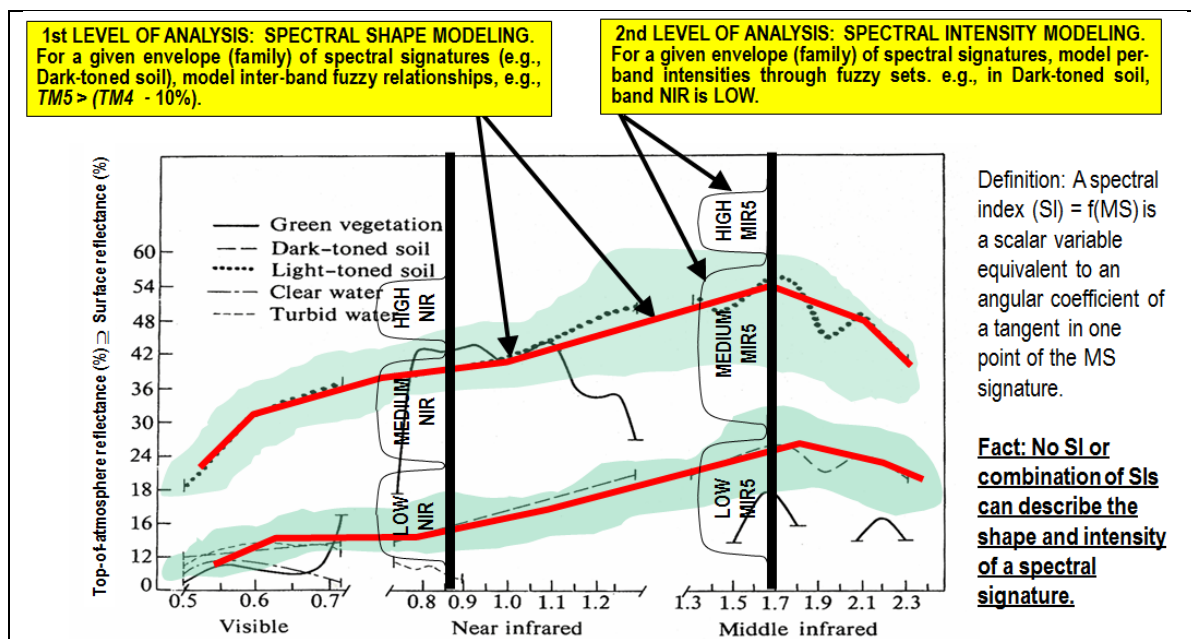 1st LEVEL OF ANALYSIS: SPECTRAL SHAPE MODELING.
For a given envelope (family) of spectral signatures (e.g.,
Dark-toned soil), model inter-band fuzzy relationships, e.g.,
TM5 > (TM4 - 10%).
2nd LEVEL OF ANALYSIS: SPECTRAL INTENSITY MODELING.
For a given envelope (family) of spectral signatures, model per-
band intensities through fuzzy sets. e.g., in Dark-toned soil,
band NIR is LOW.
Top-of-atmosphere reflectance (%) ⊇ Surface reflectance (%)
60
54
48
42
36
30
24
18
16
12
0
Green vegetation
Dark-toned soil
Light-toned soil
Clear water
Turbid water
HIGH
NIR
MEDIUM
NIR
LOW
NIR
HIGH
MIR5
MEDIUM
MIR5
LOW
MIR5
0.5 0.6 0.7 0.8 0.9 1.0 1.1 1.2 1.3 1.5 1.7 1.9 2.1 2.3
Visible Near infrared Middle infrared
Definition: A spectral
index (SI) = f(MS) is
a scalar variable
equivalent to an
angular coefficient of
a tangent in one
point of the MS
signature.
Fact: No SI or
combination of SIs
can describe the
shape and intensity
of a spectral
signature.